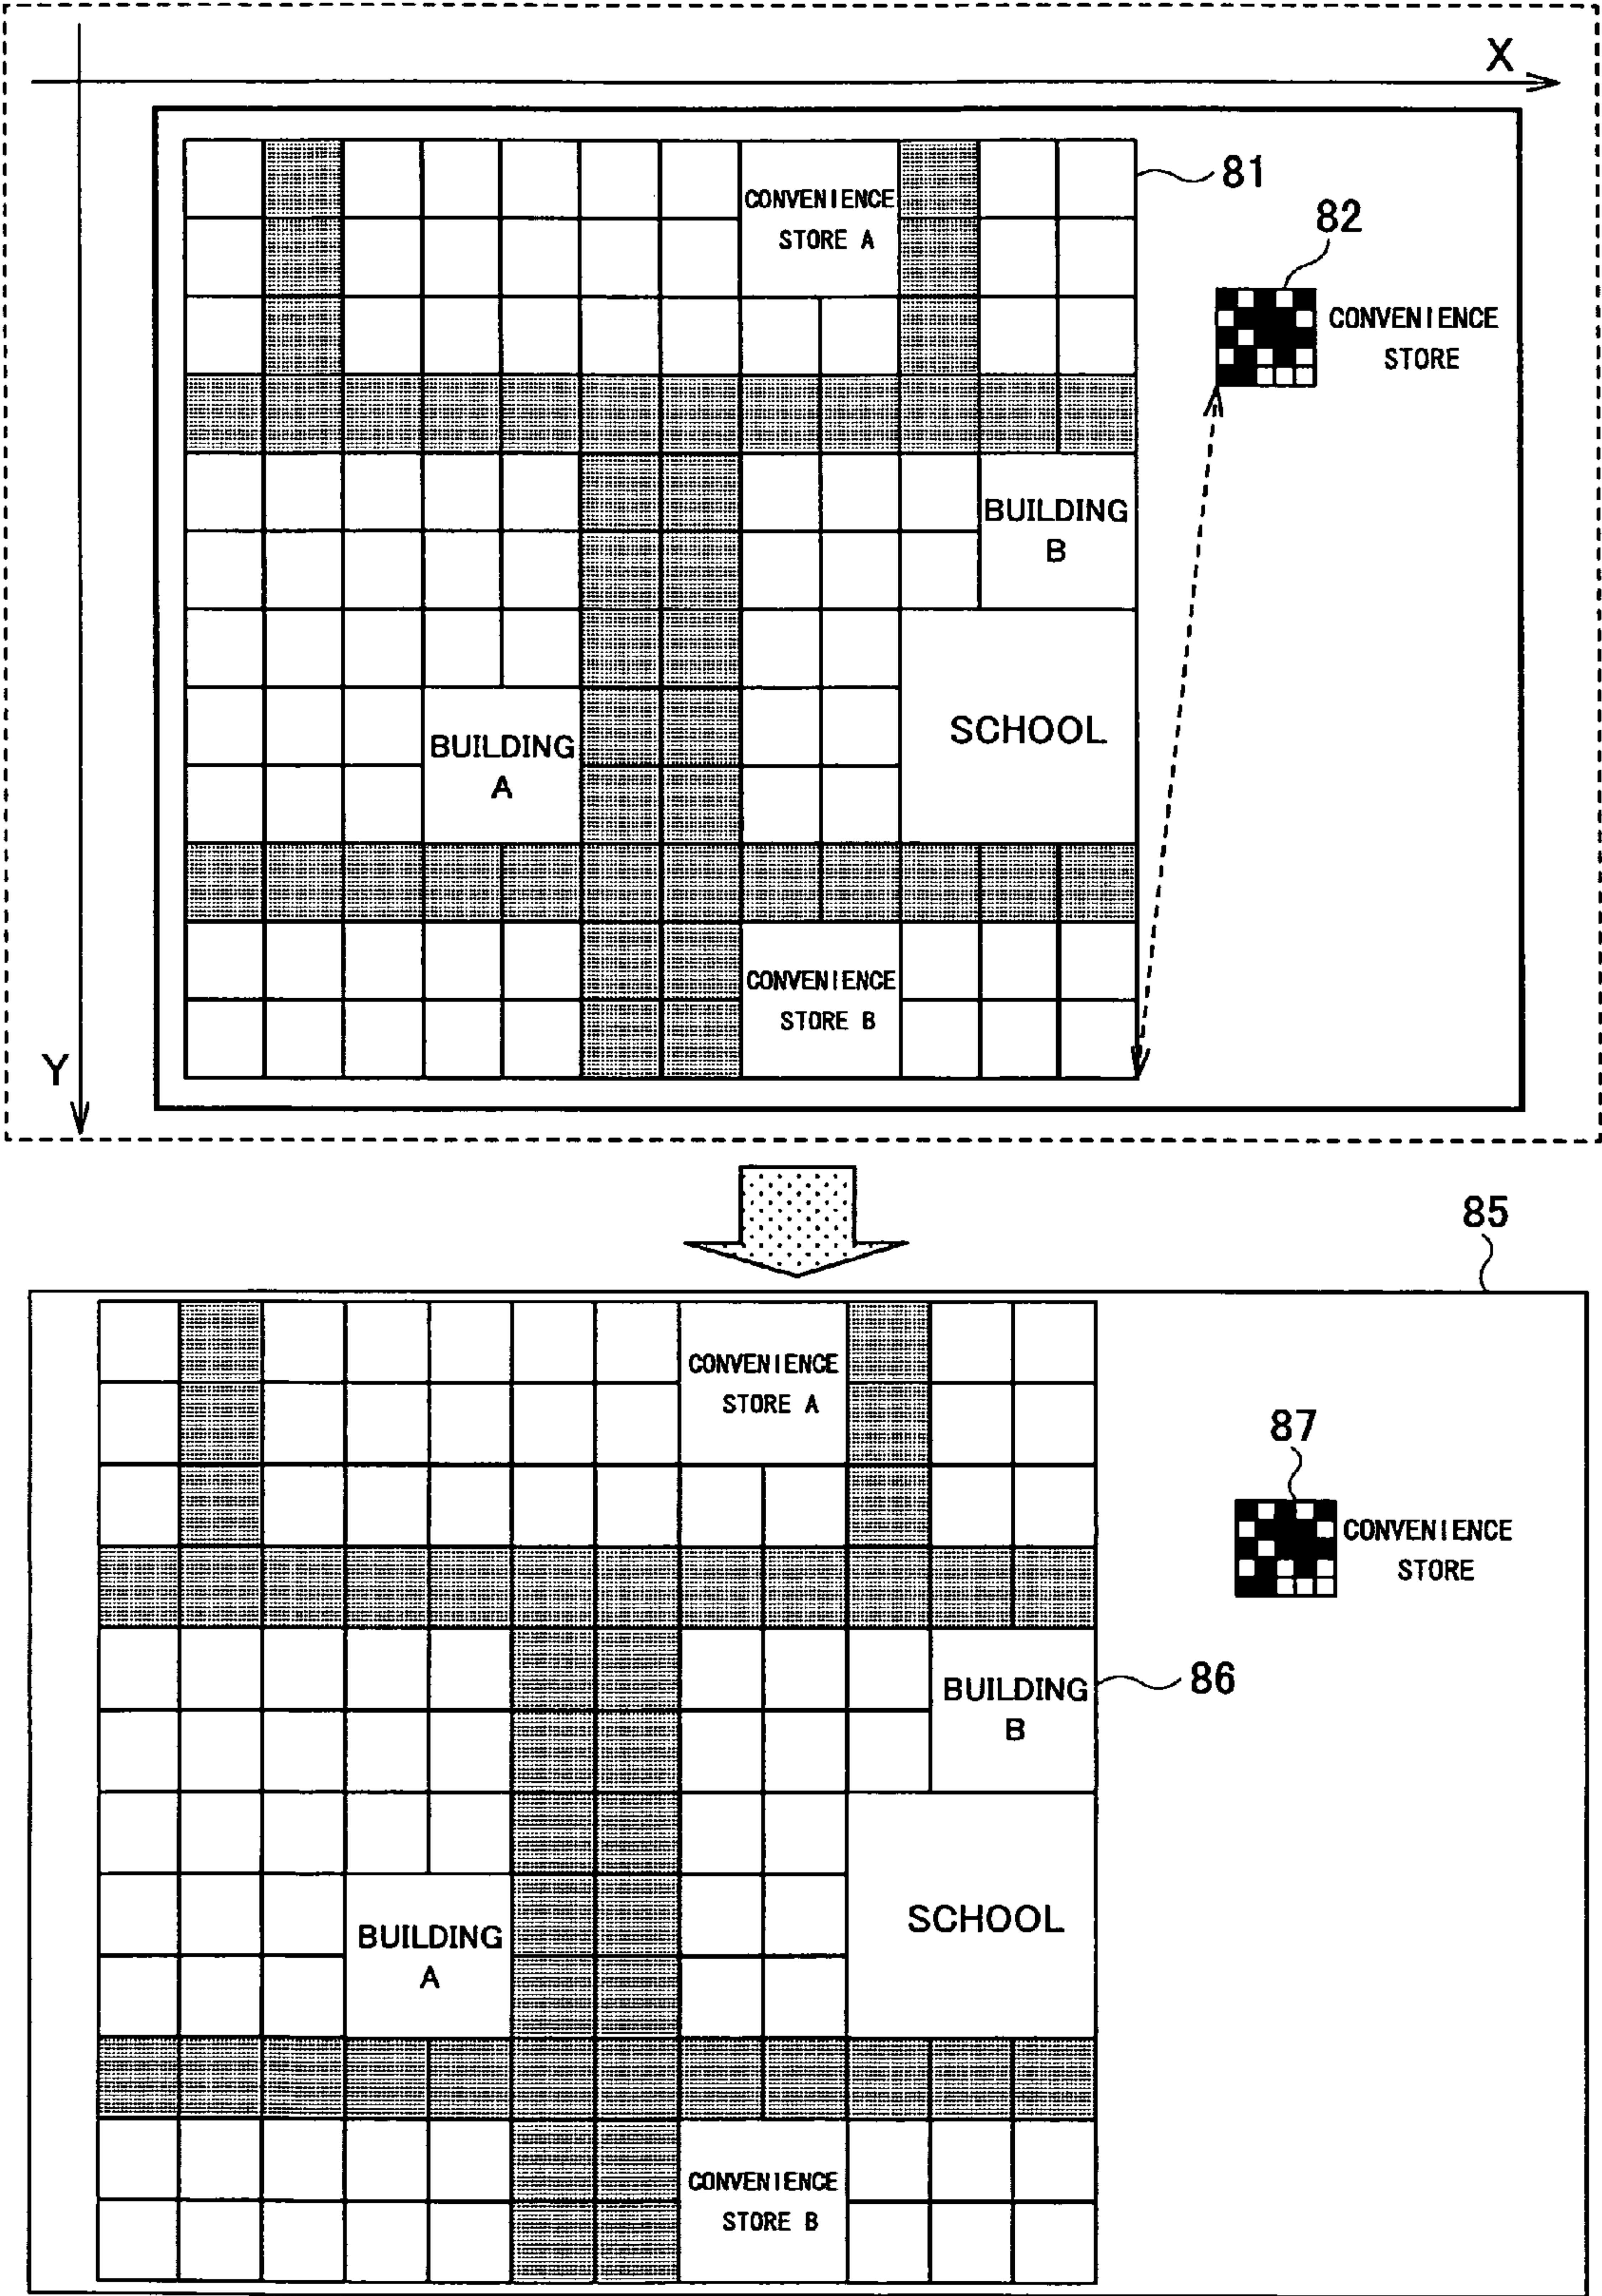 X
81
CONVENIENCE
STORE A
82
CONVENIENCE
STORE
BUILDING
B
SCHOOL
BUILDING
A
CONVENIENCE
STORE B
Y
85
CONVENIENCE
STORE A
87
CONVENIENCE
STORE
BUILDING
B
86
SCHOOL
BUILDING
A
CONVENIENCE
STORE B